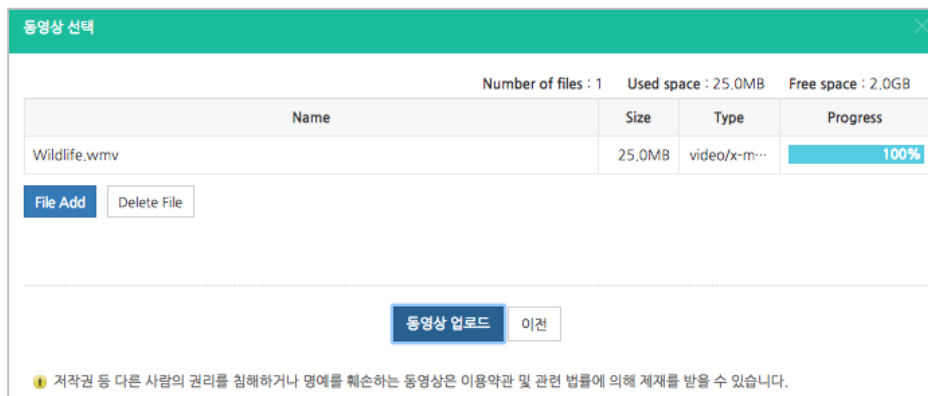 동영상 선택
Number of files : 1 Used space : 25.0MB Free space : 2.0GB
Name Size Type Progress
Wildlife.wmv 25.0MB video/x-m··· 100%
File Add Delete File
동영상 업로드 이전
저작권 등 다른 사람의 권리를 침해하거나 명예를 훼손하는 동영상은 이용약관 및 관련 법률에 의해 제재를 받을 수 있습니다.